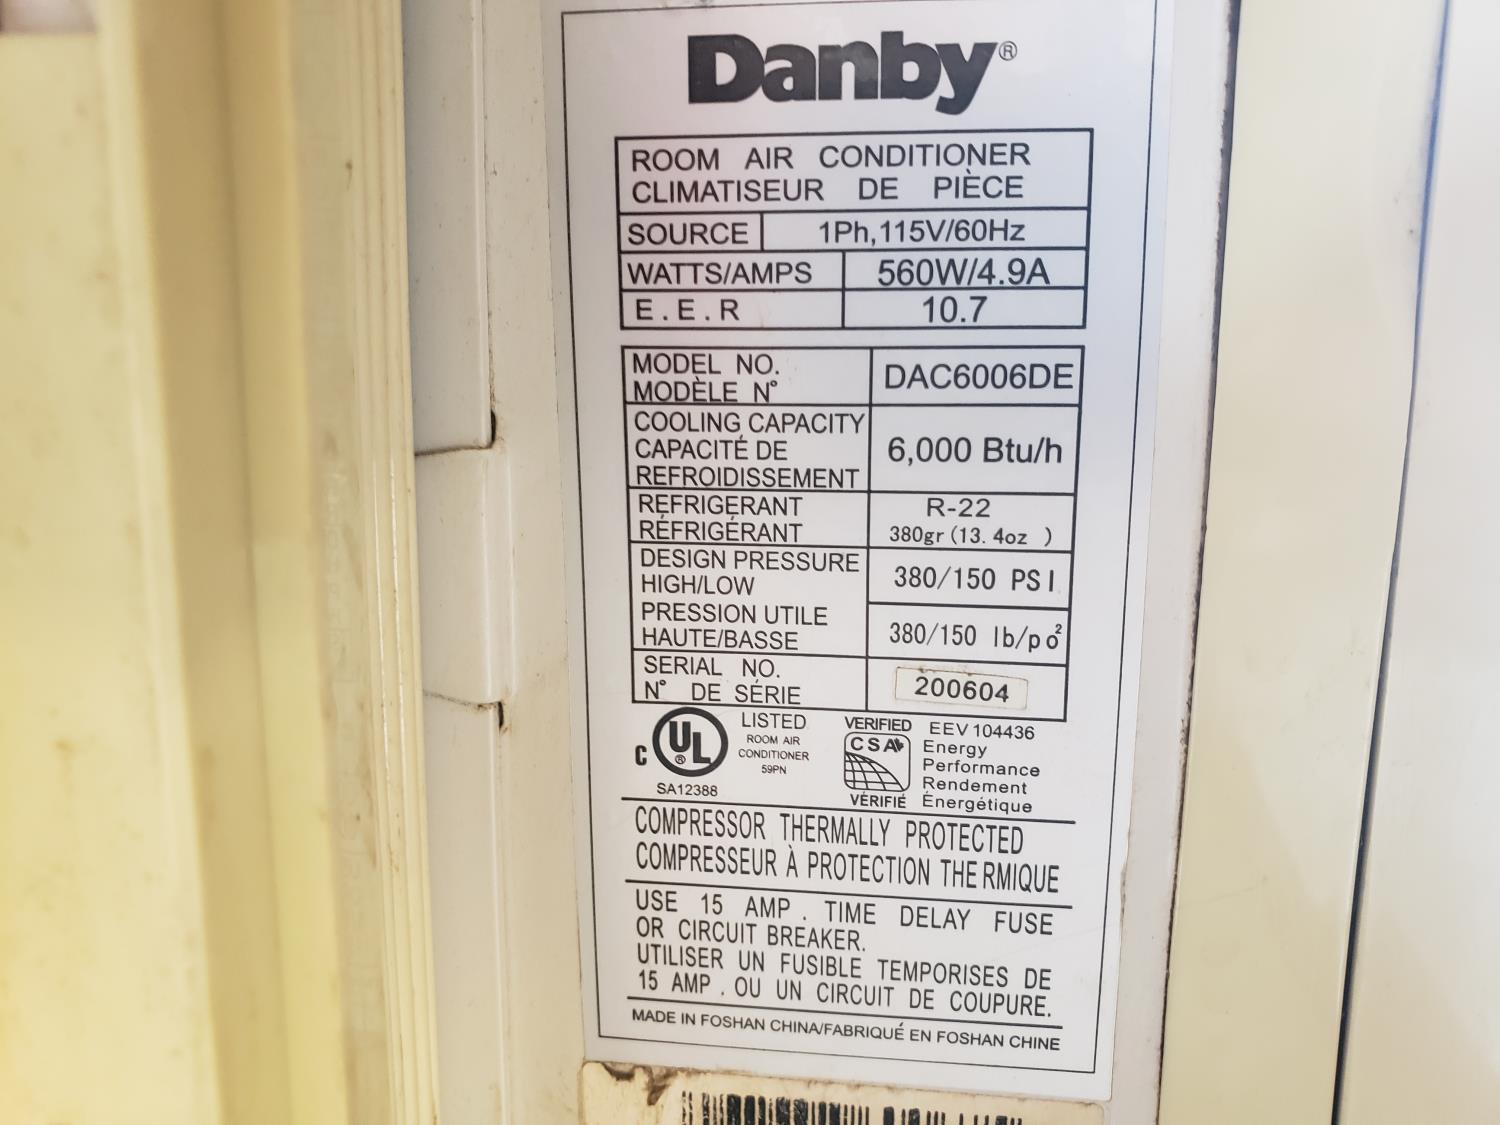 Danby®
ROOM AIR CONDITIONER
CLIMATISEUR DE PIÈCE
SOURCE 1Ph,115V/60Hz
WATTS/AMPS 560W/4.9A
E.E.R 10.7
MODEL NO.
MODÈLE N° DAC6006DE
COOLING CAPACITY
CAPACITÉ DE
REFROIDISSEMENT 6,000 Btu/h
REFRIGERANT R-22
RÉFRIGÉRANT 380gr (13.4oz )
DESIGN PRESSURE
HIGH/LOW 380/150 PSI
PRESSION UTILE
HAUTE/BASSE 380/150 lb/po²
SERIAL NO.
N° DE SÉRIE 200604
C UL® LISTED
ROOM AIR
CONDITIONER
59PN
SA12388
VERIFIED
CSA
VÉRIFIÉ
EEV 104436
Energy
Performance
Rendement
Énergétique
COMPRESSOR THERMALLY PROTECTED
COMPRESSEUR À PROTECTION THERMIQUE
USE 15 AMP. TIME DELAY FUSE
OR CIRCUIT BREAKER.
UTILISER UN FUSIBLE TEMPORISES DE
15 AMP. OU UN CIRCUIT DE COUPURE.
MADE IN FOSHAN CHINA/FABRIQUÉ EN FOSHAN CHINE